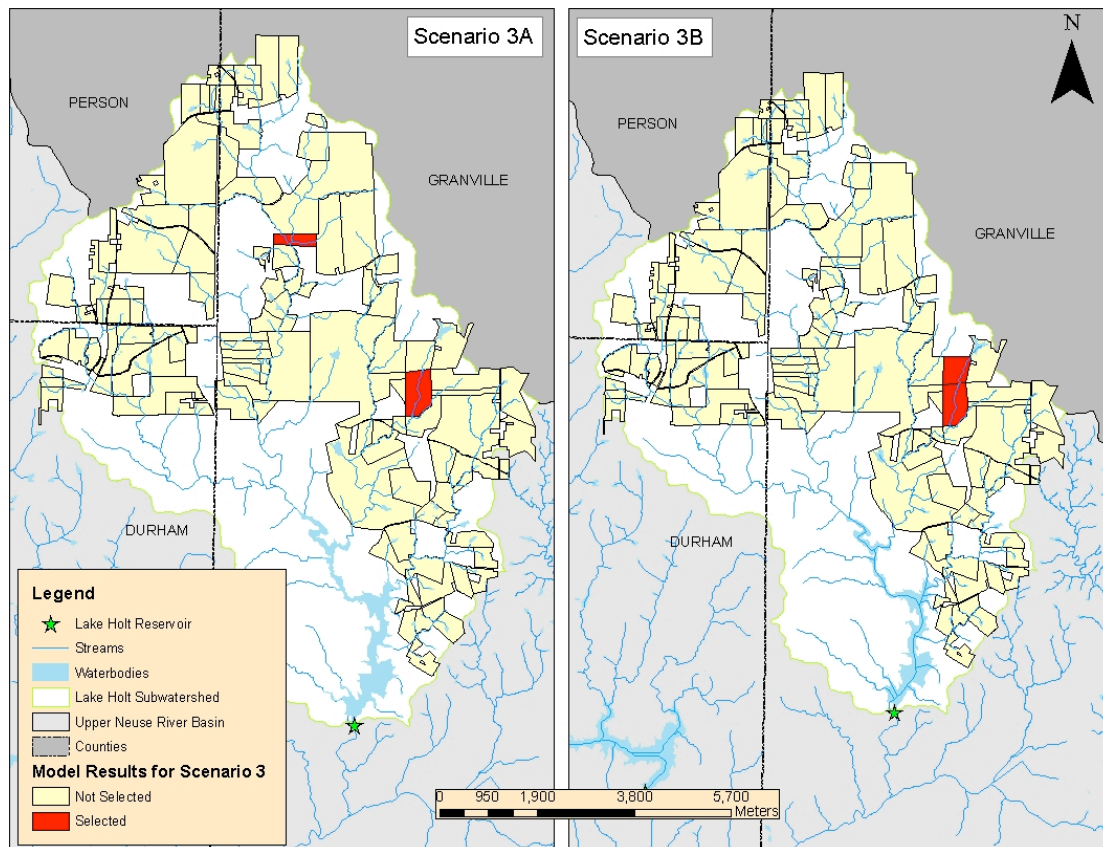 Scenario 3A
Scenario 3B
N
PERSON
GRANVILLE
DURHAM
PERSON
GRANVILLE
DURHAM
Legend
Lake Holt Reservoir
Streams
Waterbodies
Lake Holt Subwatershed
Upper Neuse River Basin
Counties
Model Results for Scenario 3
Not Selected
Selected
0 950 1,900 3,800 5,700
Meters